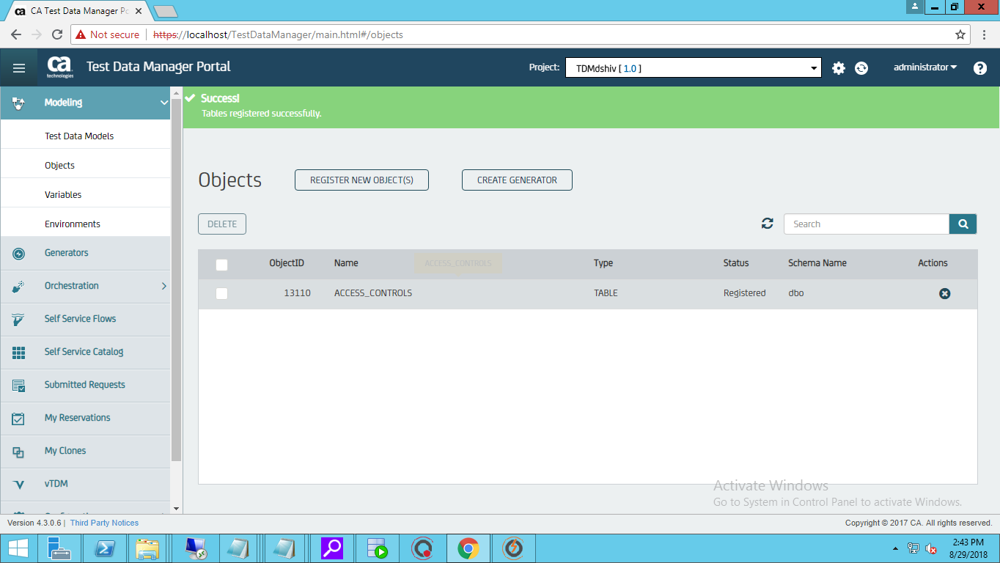 CA Test Data Manager Po
Not secure
https://localhost/TestDataManager/main.html#/objects
ca
technologies
Test Data Manager Portal
Project:
TDMdshiv [ 1.0 ]
administrator
?
Modeling
Test Data Models
Objects
Variables
Environments
Generators
Orchestration
Self Service Flows
Self Service Catalog
Submitted Requests
My Reservations
My Clones
vTDM
Success!
Tables registered successfully.
Objects
REGISTER NEW OBJECT(S)
CREATE GENERATOR
DELETE
Search
ObjectID Name ACCESS_CONTROLS Type Status Schema Name Actions
13110 ACCESS_CONTROLS TABLE Registered dbo
Activate Windows
Go to System in Control Panel to activate Windows.
Version 4.3.0.6 | Third Party Notices
Copyright © 2017 CA. All rights reserved.
2:43 PM
8/29/2018